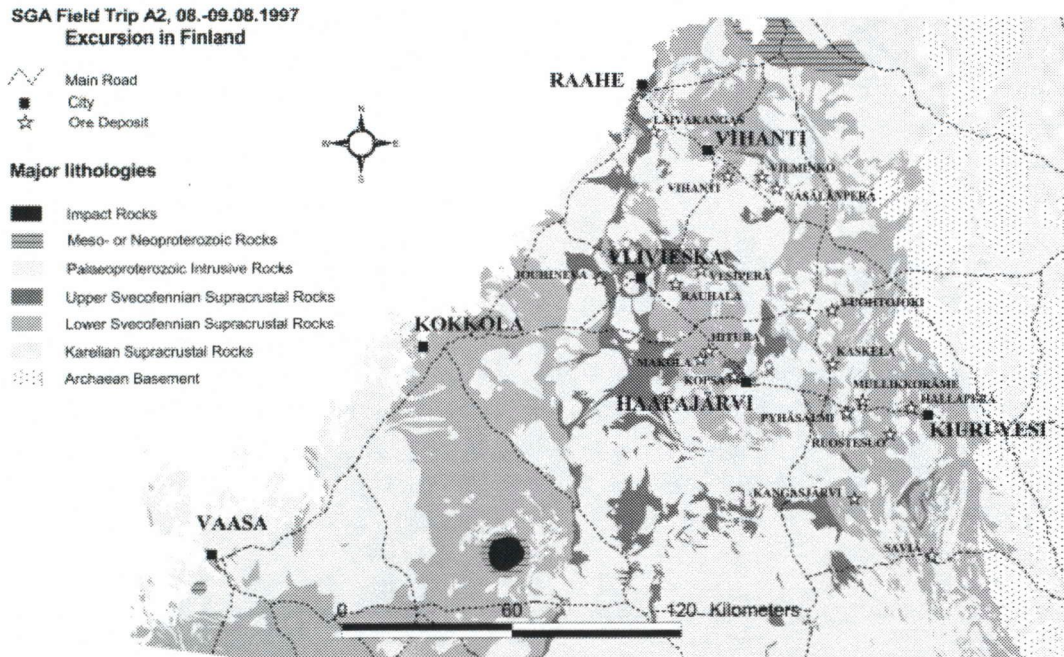 SGA Field Trip A2, 08.-09.08.1997
Excursion in Finland
Main Road
City
Ore Deposit
Major lithologies
Impact Rocks
Meso- or Neoproterozoic Rocks
Palaeoproterozoic Intrusive Rocks
Upper Svecofennian Supracrustal Rocks
Lower Svecofennian Supracrustal Rocks
Karelian Supracrustal Rocks
Archaean Basement
N
W E
S
RAAHE
LAIVAKANGAS
VIHANTI
VIHANTI
VILMINKO
NÄSÄLÄNPERÄ
YLIVIESKA
JOUHINEVA
VESIPERÄ
RAUHALA
VUOHTOJOKI
KOKKOLA
HITURA
MAKOLA
KASKELA
KOPSA
HAAPAJÄRVI
MULLIKKORÄME
HALLAPERÄ
PYHÄSALMI
KIURUVESI
RUOSTESUO
KANGASJÄRVI
VAASA
SAVIA
0 60 120 Kilometers